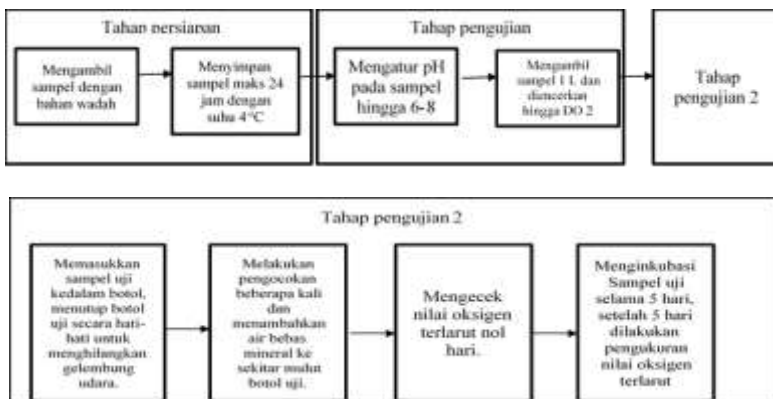 Tahap persiapan
Tahap pengujian
Mengambil
sampel dengan
bahan wadah
Menyimpan
sampel maks 24
jam dengan
suhu 4°C
Mengatur pH
pada sampel
hingga 6-8
Mengambil
sampel 1 L dan
diencerkan
hingga DO 2
Tahap
pengujian 2
Tahap pengujian 2
Memasukkan
sampel uji
kedalam botol,
menutup botol
uji secara hati-
hati untuk
menghilangkan
gelembung
udara.
Melakukan
pengocokan
beberapa kali
dan
menambahkan
air bebas
mineral ke
sekitar mulut
botol uji.
Mengecek
nilai oksigen
terlarut nol
hari.
Menginkubasi
Sampel uji
selama 5 hari,
setelah 5 hari
dilakukan
pengukuran
nilai oksigen
terlarut